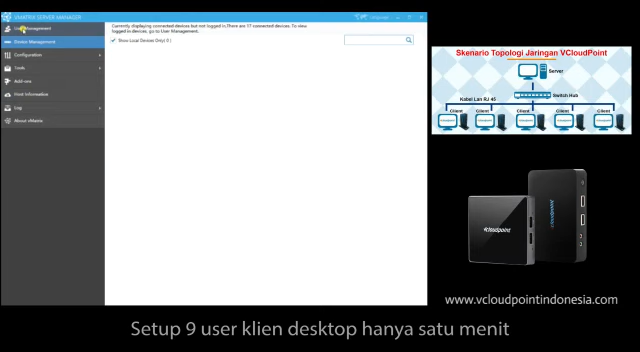 VMATRIX SERVER MANAGER
Language
User Management
Device Management
Configuration
Tools
Add-ons
Host Information
Log
About vMatrix
Currently displaying connected devices but not logged in.There are 17 connected devices. To view
logged in devices, go to User Management.
Show Local Devices Only( 0 )
Skenario Topologi Jaringan VCloudPoint
Server
Switch Hub
Kabel Lan RJ 45
Client Client Client Client Client
vcloudpoint
vcloudpoint
www.vcloudpointindonesia.com
Setup 9 user klien desktop hanya satu menit